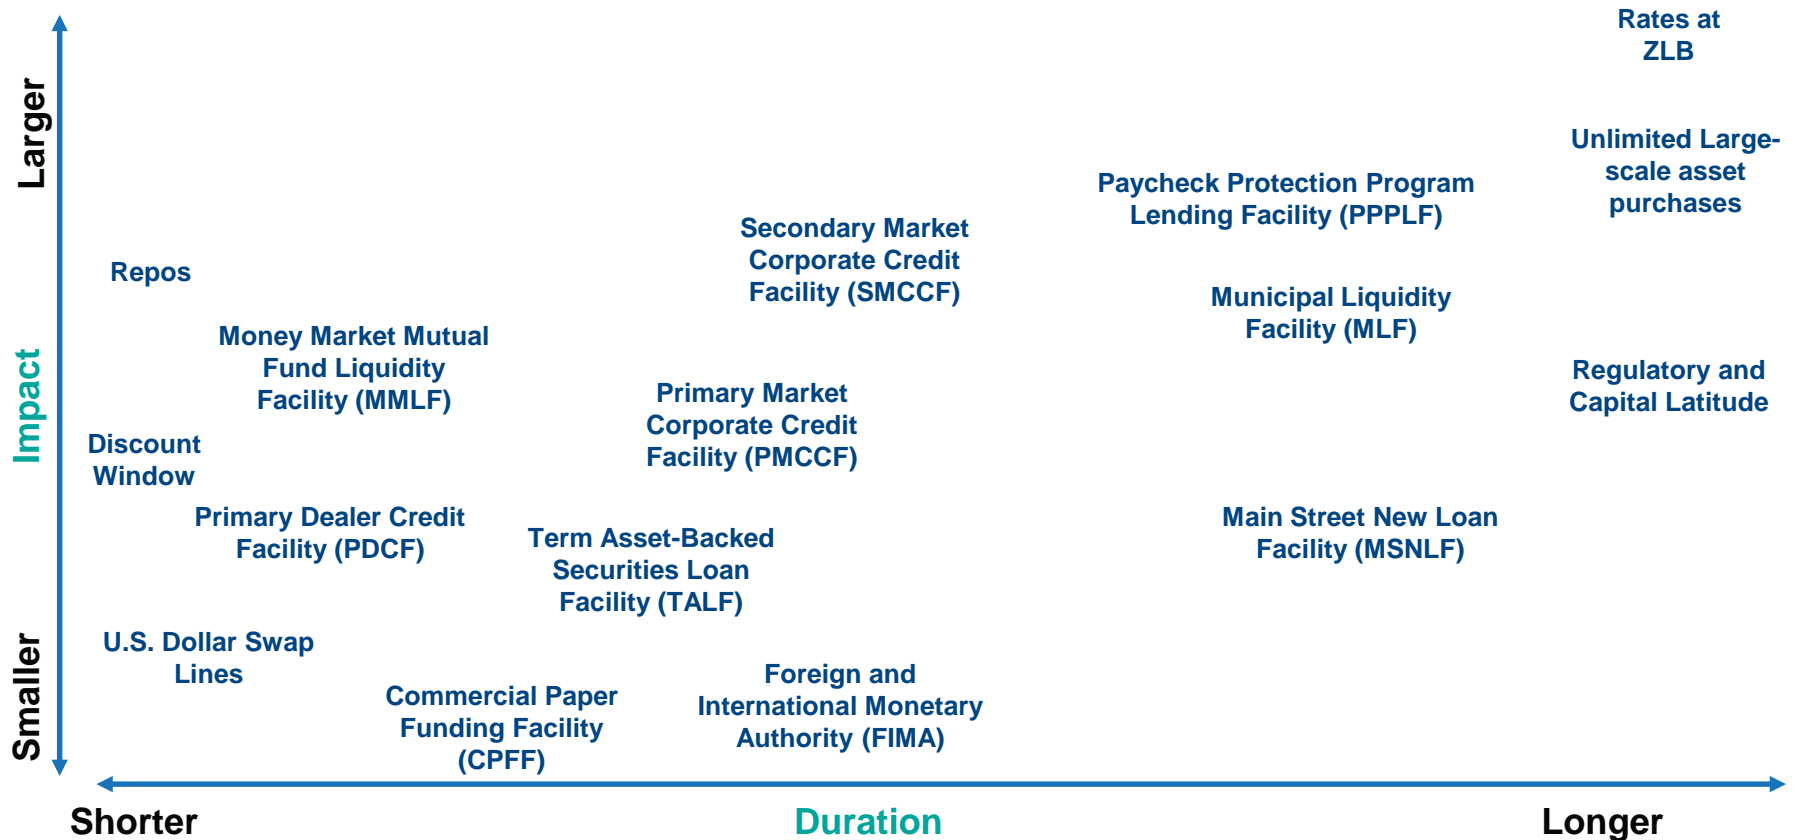 Rates at
ZLB
Larger
Unlimited Large-
scale asset
purchases
Paycheck Protection Program
Lending Facility (PPPLF)
Secondary Market
Corporate Credit
Facility (SMCCF)
Repos
Municipal Liquidity
Facility (MLF)
Money Market Mutual
Fund Liquidity
Facility (MMLF)
Impact
Regulatory and
Capital Latitude
Primary Market
Corporate Credit
Facility (PMCCF)
Discount
Window
Primary Dealer Credit
Facility (PDCF)
Main Street New Loan
Facility (MSNLF)
Term Asset-Backed
Securities Loan
Facility (TALF)
U.S. Dollar Swap
Lines
Smaller
Foreign and
International Monetary
Authority (FIMA)
Commercial Paper
Funding Facility
(CPFF)
Shorter
Duration
Longer